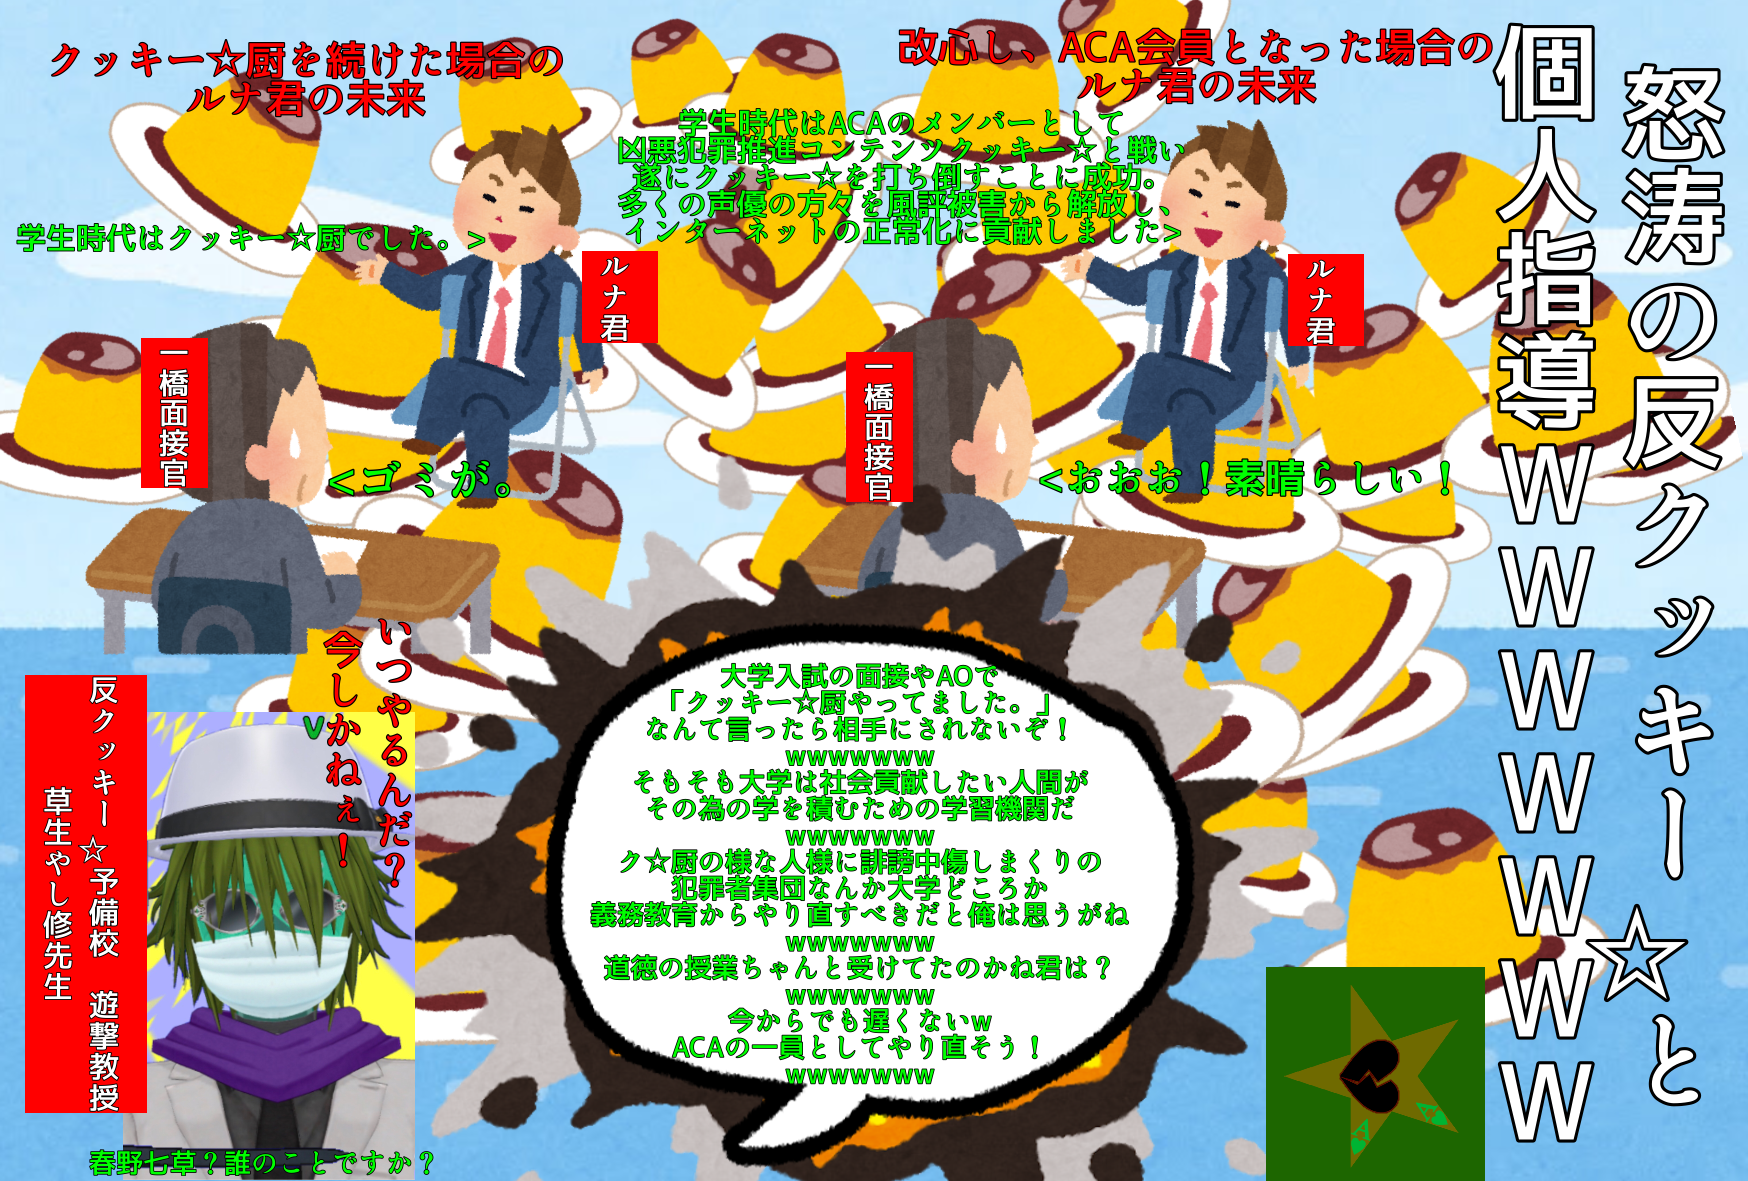 怒涛の反クッキー☆と
個人指導ＷＷＷＷＷＷＷ
改心し、ACA会員となった場合の
ルナ君の未来
学生時代はACAのメンバーとして
凶悪犯罪推進コンテンツクッキー☆と戦い
遂にクッキー☆を打ち倒すことに成功。
多くの声優の方々を風評被害から解放し、
インターネットの正常化に貢献しました>
ルナ君
一橋面接官
<おおお！素晴らしい！
クッキー☆厨を続けた場合の
ルナ君の未来
学生時代はクッキー☆厨でした。>
ルナ君
一橋面接官
<ゴミが。
いつやるんだ？
今しかねぇ！
v
反クッキー☆予備校　遊撃教授
草生やし修先生
春野七草？誰のことですか？
大学入試の面接やAOで
「クッキー☆厨やってました。」
なんて言ったら相手にされないぞ！
wwwwwwww
そもそも大学は社会貢献したい人間が
その為の学を積むための学習機関だ
wwwwwwww
ク☆厨の様な人様に誹謗中傷しまくりの
犯罪者集団なんか大学どころか
義務教育からやり直すべきだと俺は思うがね
wwwwwwww
道徳の授業ちゃんと受けてたのかね君は？
wwwwwwww
今からでも遅くないw
ACAの一員としてやり直そう！
wwwwwwww
A
A